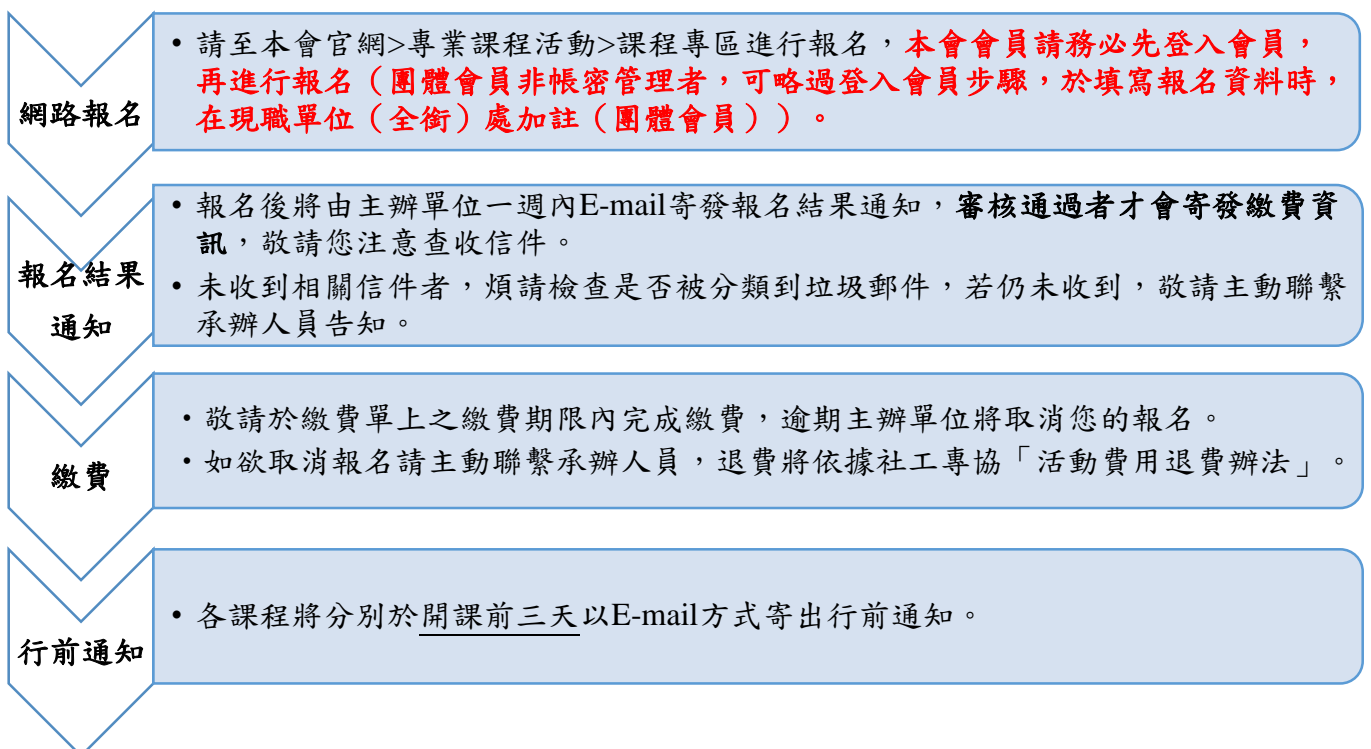 網路報名
• 請至本會官網>專業課程活動>課程專區進行報名，本會會員請務必先登入會員，
再進行報名（團體會員非帳密管理者，可略過登入會員步驟，於填寫報名資料時，
在現職單位（全銜）處加註（團體會員））。
報名結果
通知
• 報名後將由主辦單位一週內E-mail寄發報名結果通知，審核通過者才會寄發繳費資
訊，敬請您注意查收信件。
• 未收到相關信件者，煩請檢查是否被分類到垃圾郵件，若仍未收到，敬請主動聯繫
承辦人員告知。
繳費
• 敬請於繳費單上之繳費期限內完成繳費，逾期主辦單位將取消您的報名。
• 如欲取消報名請主動聯繫承辦人員，退費將依據社工專協「活動費用退費辦法」。
行前通知
• 各課程將分別於開課前三天以E-mail方式寄出行前通知。